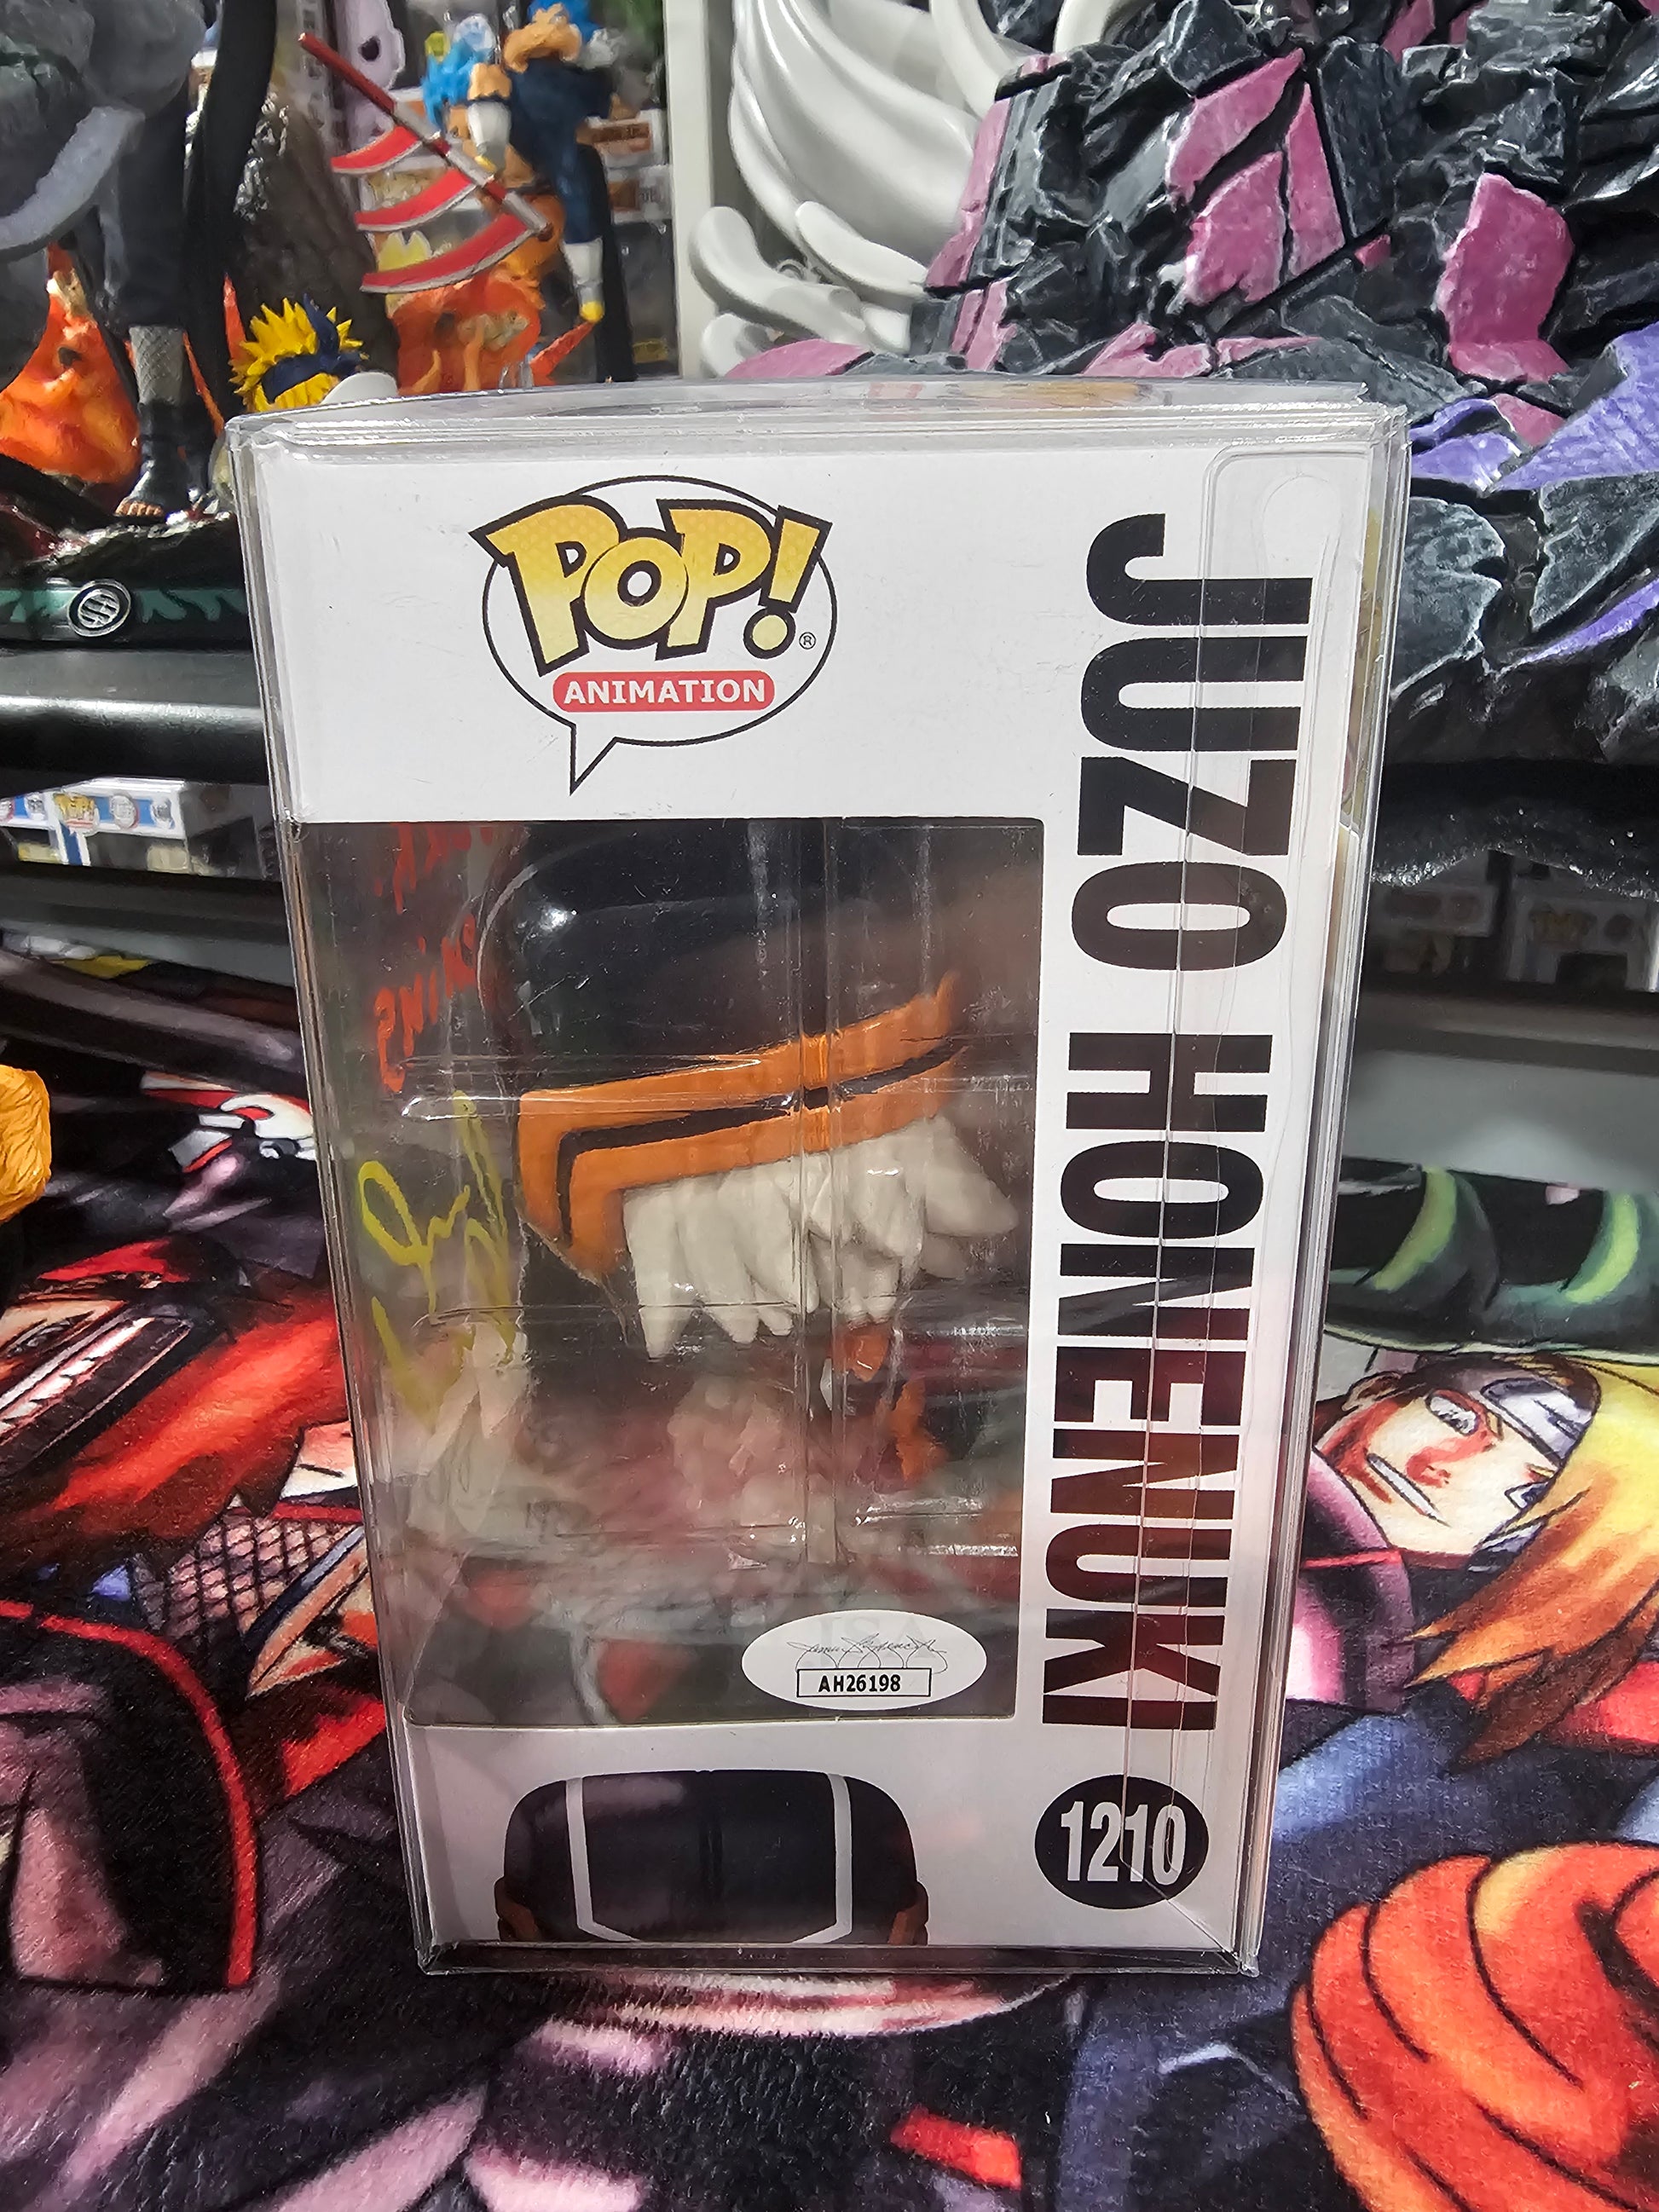 POP!®
ANIMATION
JUZO HONENUKI
AH26198
1210